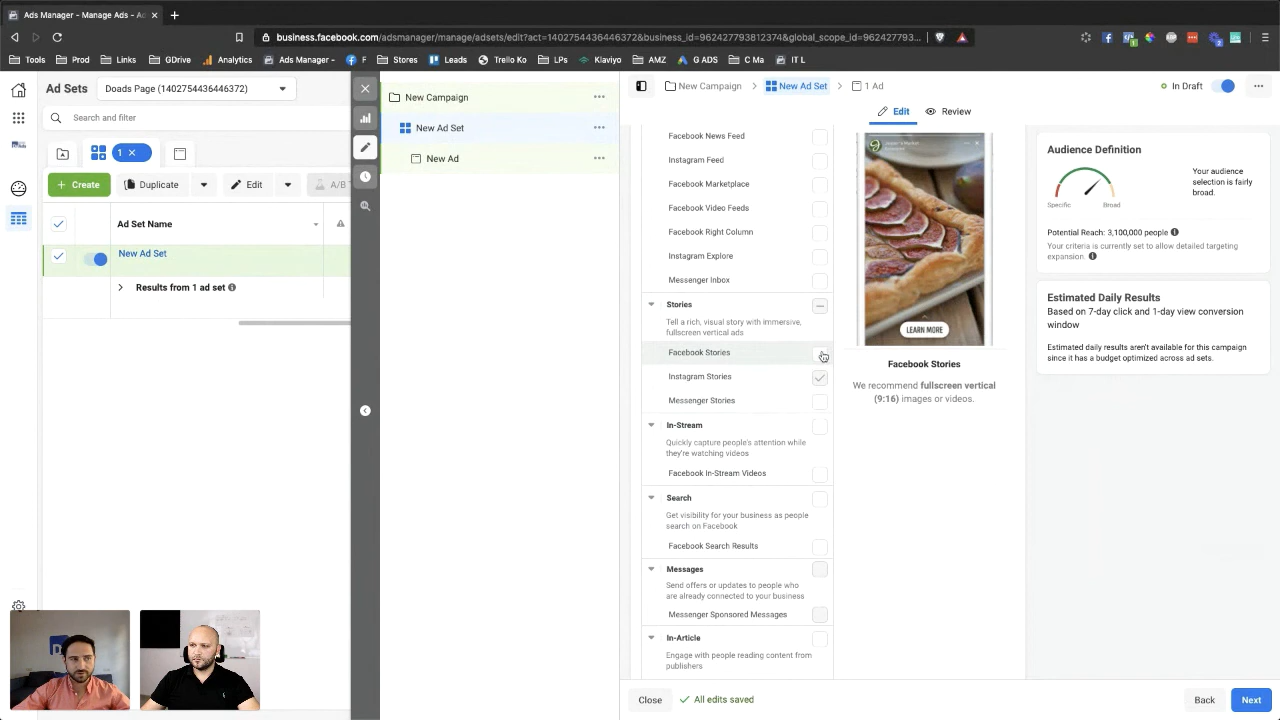 Ads Manager - Manage Ads - Ad
business.facebook.com/adsmanager/manage/adsets/edit?act=1402754436446372&business_id=962427793812374&global_scope_id=962427793...
Tools
Prod
GDrive
Analytics
Ads Manager -
F
Stores
Leads
Trello Ko
LPs
Klaviyo
AMZ
G ADS
C Ma
IT L
Ad Sets
Doads Page (1402754436446372)
Search and filter
1
Create
Duplicate
Edit
A/B
Ad Set Name
New Ad Set
Results from 1 ad set
New Campaign
New Ad Set
New Ad
New Campaign
New Ad Set
1 Ad
In Draft
Edit
Review
Facebook News Feed
Instagram Feed
Facebook Marketplace
Facebook Video Feeds
Facebook Right Column
Instagram Explore
Messenger Inbox
Stories
Tell a rich, visual story with immersive,
fullscreen vertical ads
Facebook Stories
Instagram Stories
Messenger Stories
In-Stream
Quickly capture people's attention while
they're watching videos
Facebook In-Stream Videos
Search
Get visibility for your business as people
search on Facebook
Facebook Search Results
Messages
Send offers or updates to people who
are already connected to your business
Messenger Sponsored Messages
In-Article
Engage with people reading content from
publishers
LEARN MORE
Facebook Stories
We recommend fullscreen vertical
(9:16) images or videos.
Audience Definition
Specific
Broad
Your audience
selection is fairly
broad.
Potential Reach: 3,100,000 people
Your criteria is currently set to allow detailed targeting
expansion.
Estimated Daily Results
Based on 7-day click and 1-day view conversion
window
Estimated daily results aren't available for this campaign
since it has a budget optimized across ad sets.
Close
All edits saved
Back
Next